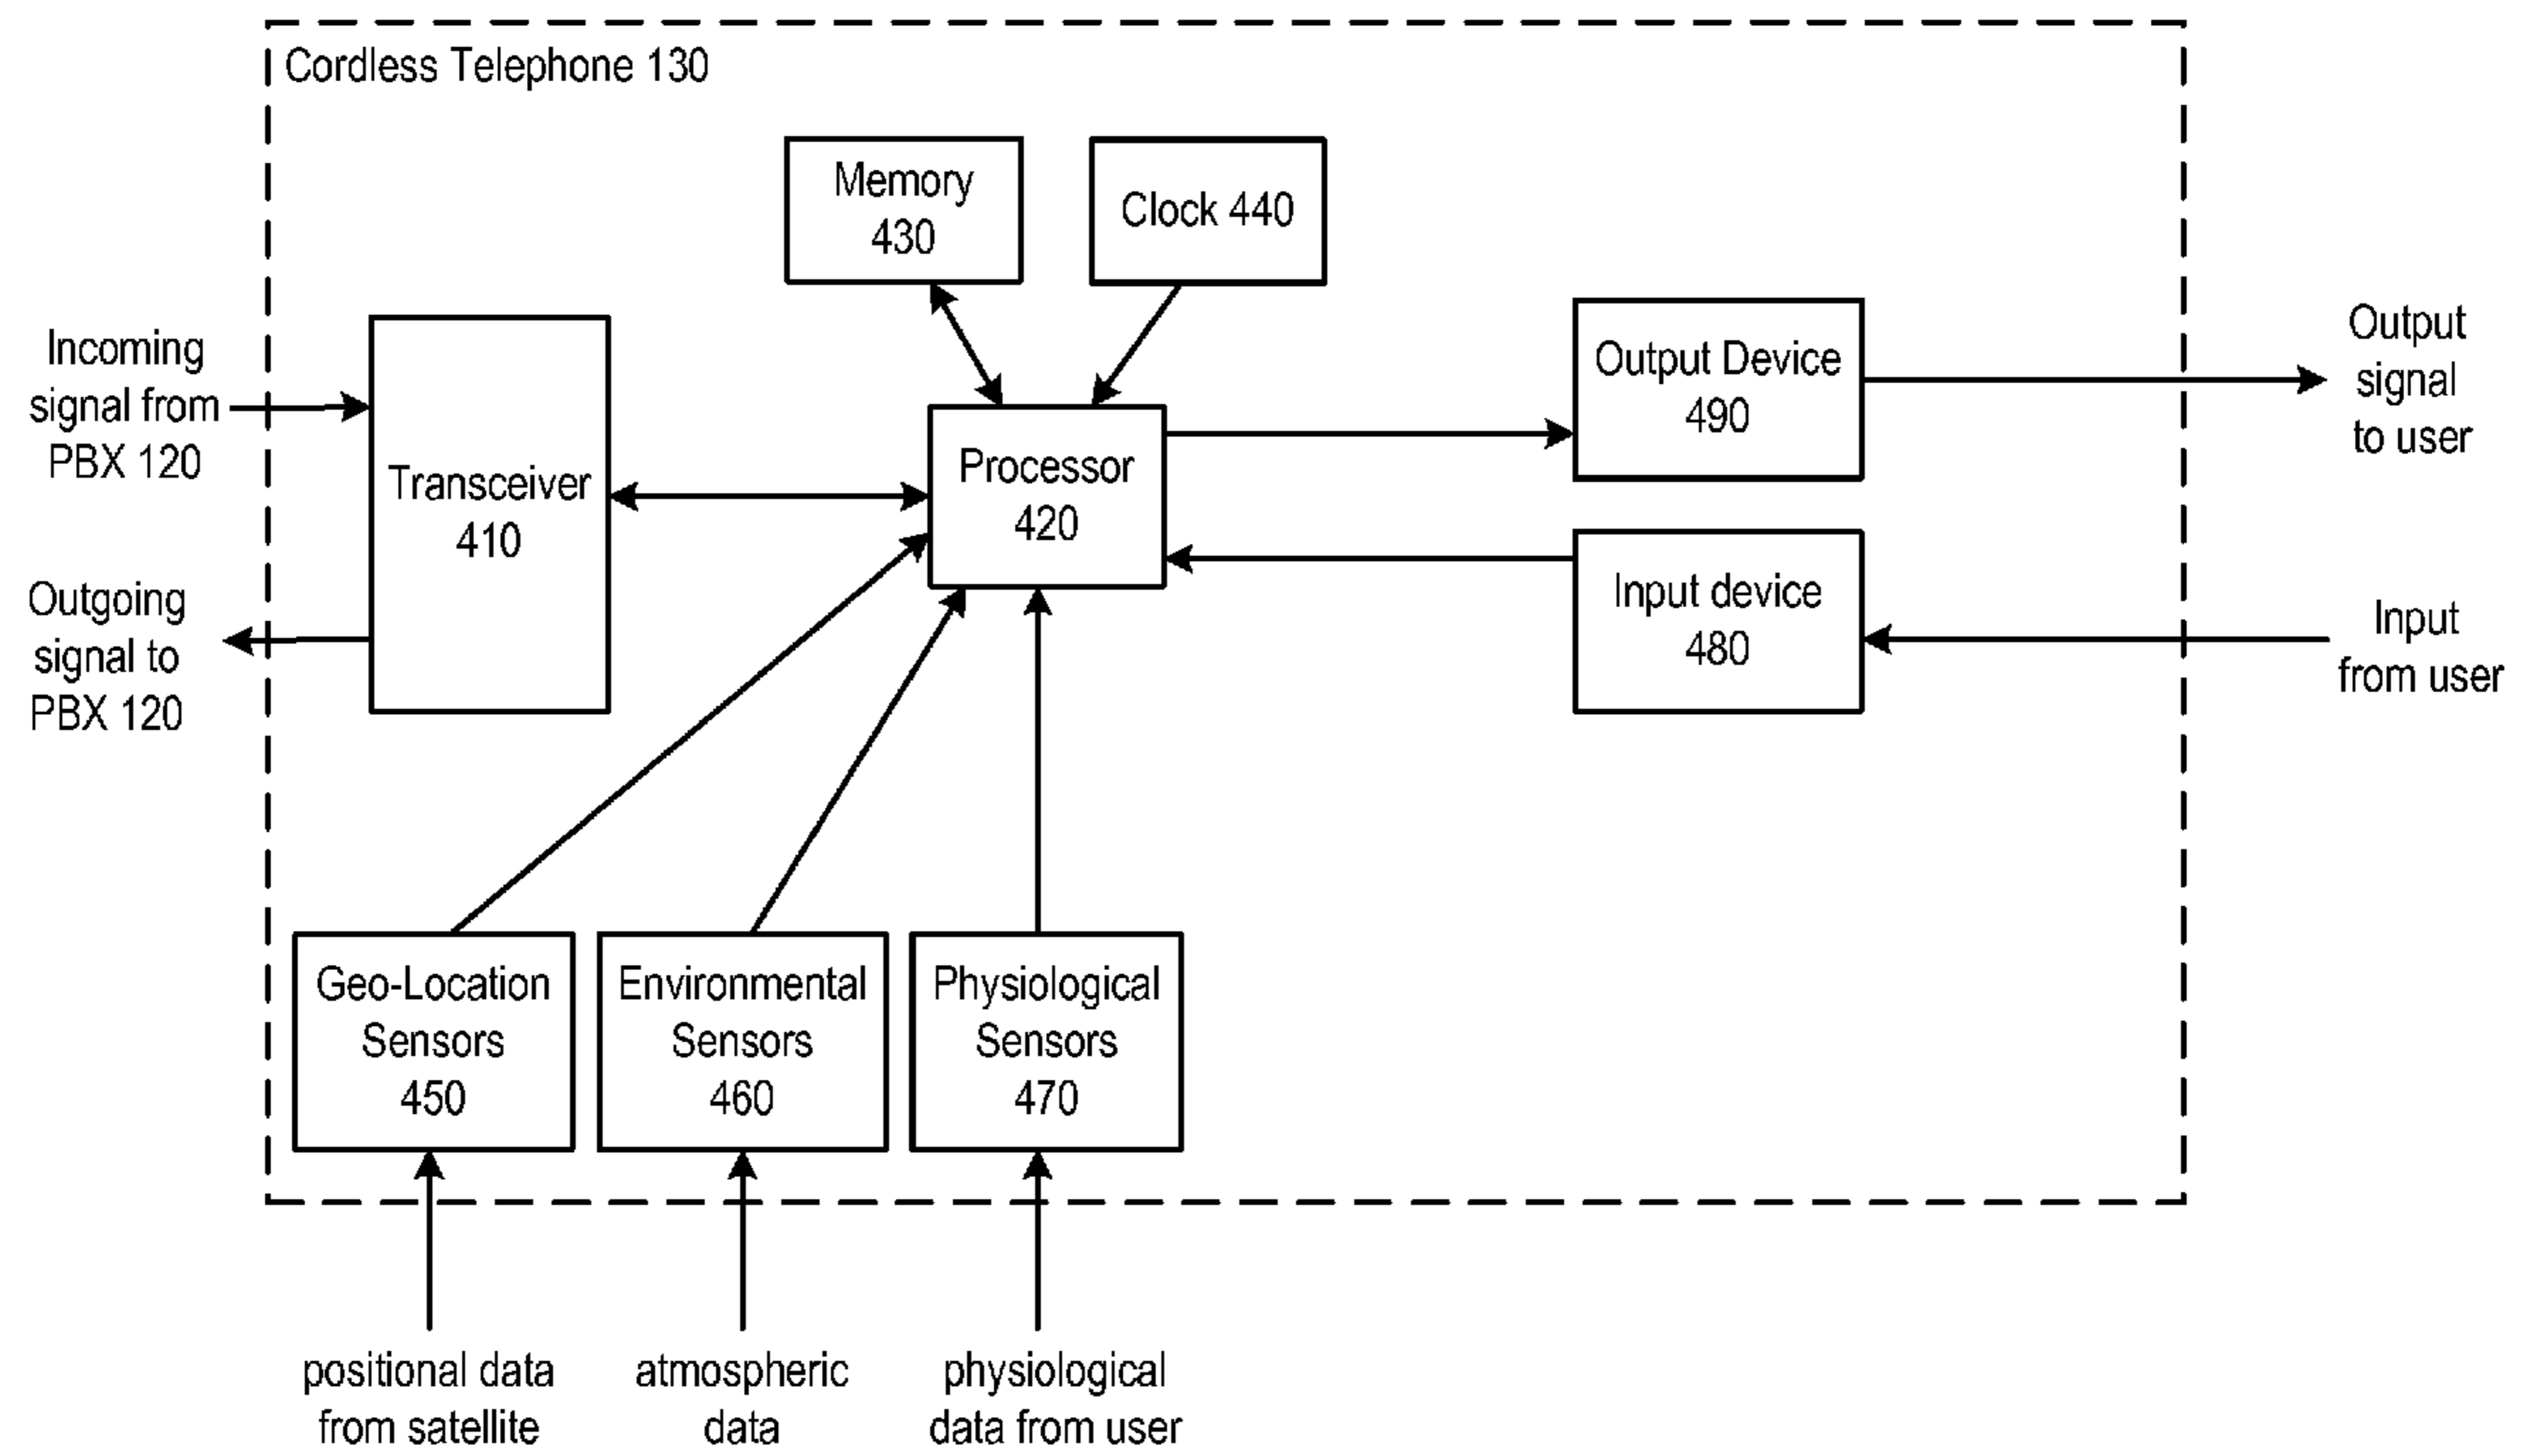 Cordless Telephone 130
Memory
430
Clock 440
Incoming
signal from
PBX 120
Transceiver
410
Processor
420
Output Device
490
Output
signal
to user
Outgoing
signal to
PBX 120
Input device
480
Input
from user
Geo-Location
Sensors
450
Environmental
Sensors
460
Physiological
Sensors
470
positional data
from satellite
atmospheric
data
physiological
data from user